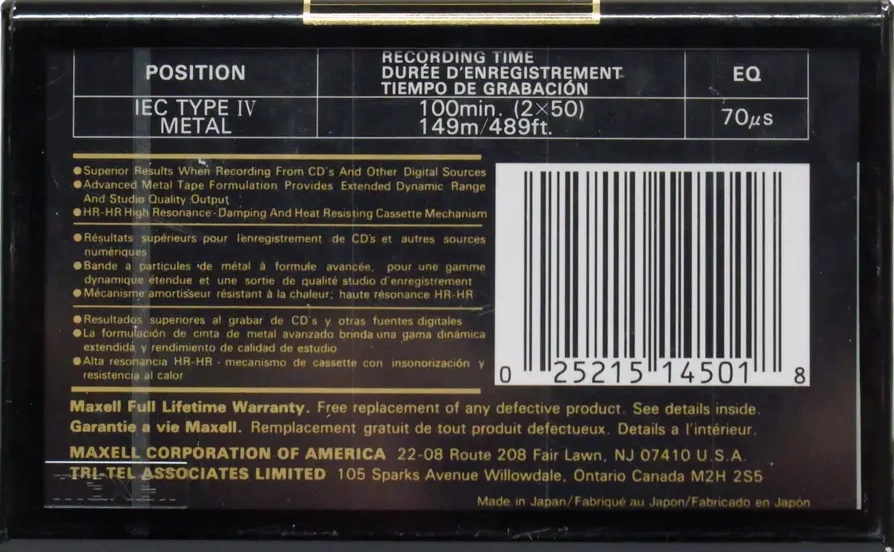 POSITION
RECORDING TIME
DURÉE D'ENREGISTREMENT
TIEMPO DE GRABACIÓN
EQ
IEC TYPE IV
METAL
100min. (2×50)
149m/489ft.
70µs
●Superior Results When Recording From CD's And Other Digital Sources
●Advanced Metal Tape Formulation Provides Extended Dynamic Range
And Studio Quality Output
●HR-HR High Resonance-Damping And Heat Resisting Cassette Mechanism
●Résultats supérieurs pour l'enregistrement de CD's et autres sources
numériques
●Bande a particules de métal à formule avancée, pour une gamme
dynamique étendue et une sortie de qualité studio d'enregistrement
●Mécanisme amortisseur résistant à la chaleur, haute résonance HR-HR
●Resultados superiores al grabar de CD's y otras fuentes digitales
●La formulación de cinta de metal avanzado brinda una gama dinámica
extendida y rendimiento de calidad de estudio
●Alta resonancia HR-HR - mecanismo de cassette con insonorización y
resistencia al calor
0 25215 14501 8
Maxell Full Lifetime Warranty. Free replacement of any defective product. See details inside.
Garantie a vie Maxell. Remplacement gratuit de tout produit defectueux. Details a l'intérieur.
MAXELL CORPORATION OF AMERICA 22-08 Route 208 Fair Lawn, NJ 07410 U.S.A.
TRI-TEL ASSOCIATES LIMITED 105 Sparks Avenue Willowdale, Ontario Canada M2H 2S5
Made in Japan/Fabriqué au Japon/Fabricado en Japón